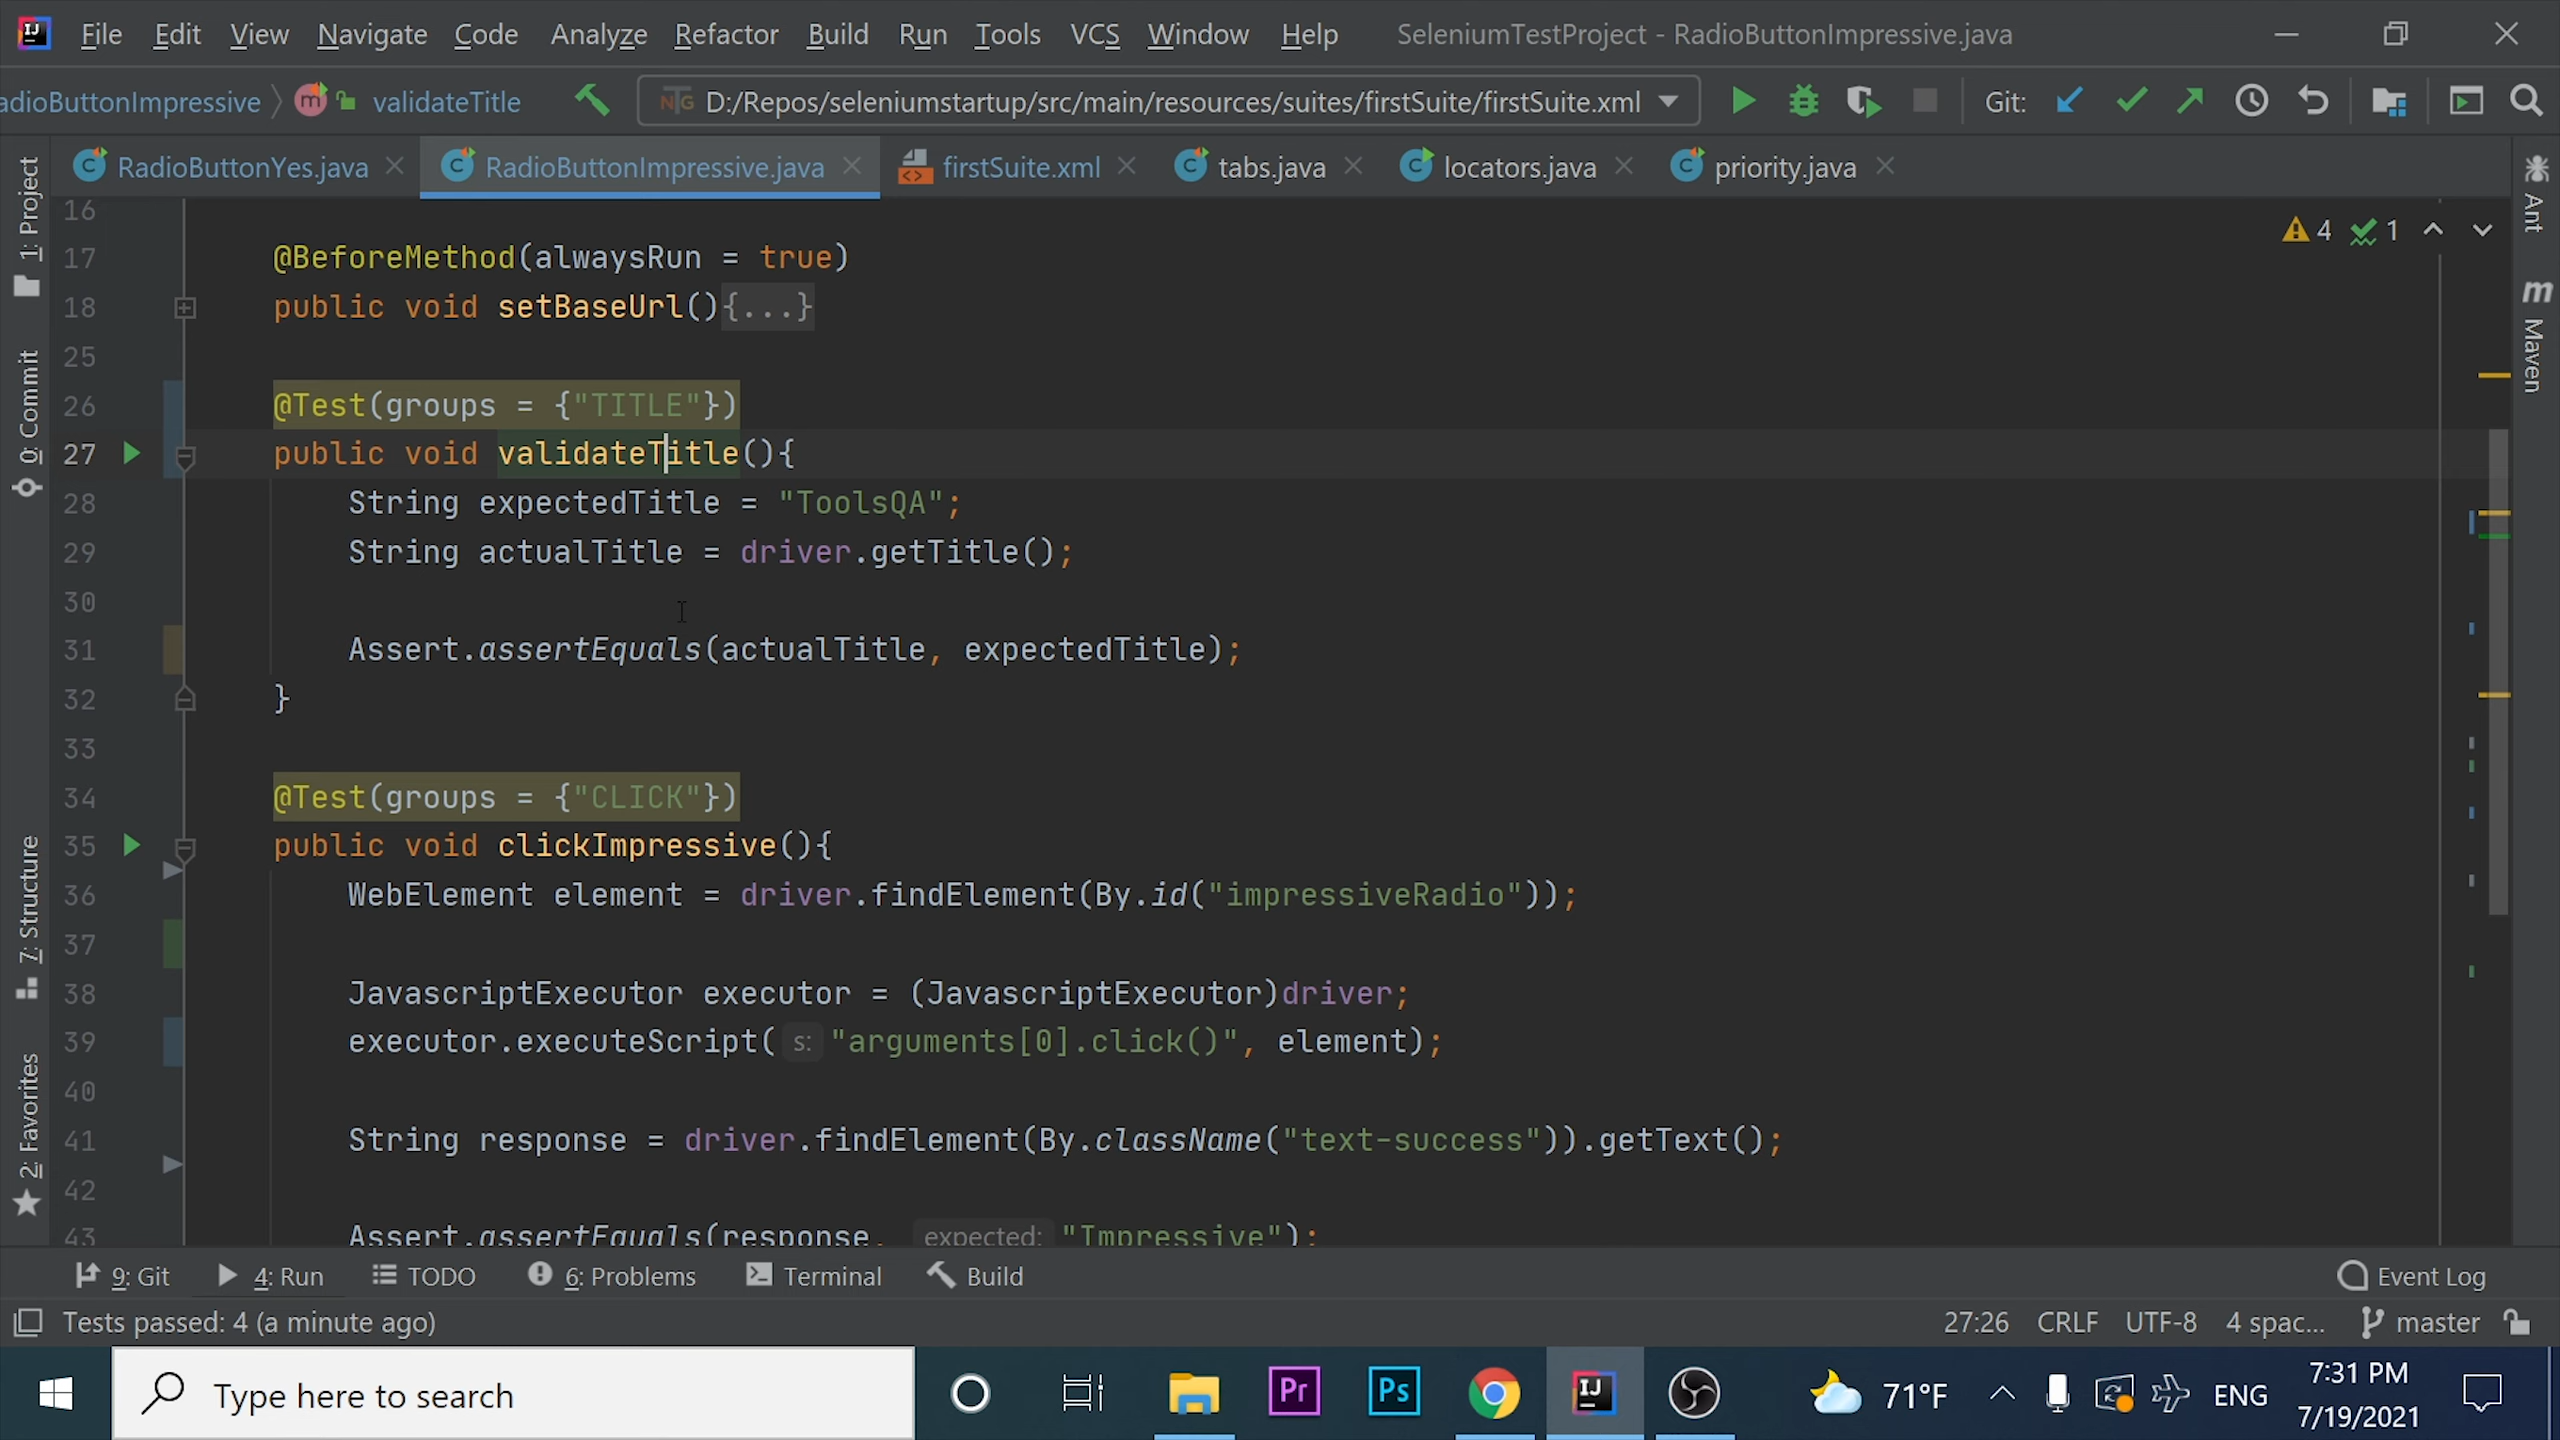 File Edit View Navigate Code Analyze Refactor Build Run Tools VCS Window Help SeleniumTestProject - RadioButtonImpressive.java
adioButtonImpressive m validateTitle D:/Repos/seleniumstartup/src/main/resources/suites/firstSuite/firstSuite.xml Git:
RadioButtonYes.java RadioButtonImpressive.java firstSuite.xml tabs.java locators.java priority.java
1: Project
0: Commit
7: Structure
2: Favorites
Ant
Maven
4 1
16
17 @BeforeMethod(alwaysRun = true)
18 public void setBaseUrl(){...}
25
26 @Test(groups = {"TITLE"})
27 public void validateTitle(){
28 String expectedTitle = "ToolsQA";
29 String actualTitle = driver.getTitle();
30
31 Assert.assertEquals(actualTitle, expectedTitle);
32 }
33
34 @Test(groups = {"CLICK"})
35 public void clickImpressive(){
36 WebElement element = driver.findElement(By.id("impressiveRadio"));
37
38 JavascriptExecutor executor = (JavascriptExecutor)driver;
39 executor.executeScript( s: "arguments[0].click()", element);
40
41 String response = driver.findElement(By.className("text-success")).getText();
42
43 Assert.assertEquals(response, expected: "Impressive");
9: Git 4: Run TODO 6: Problems Terminal Build Event Log
Tests passed: 4 (a minute ago) 27:26 CRLF UTF-8 4 spac... master
Type here to search Pr Ps IJ 71°F ENG 7:31 PM
7/19/2021